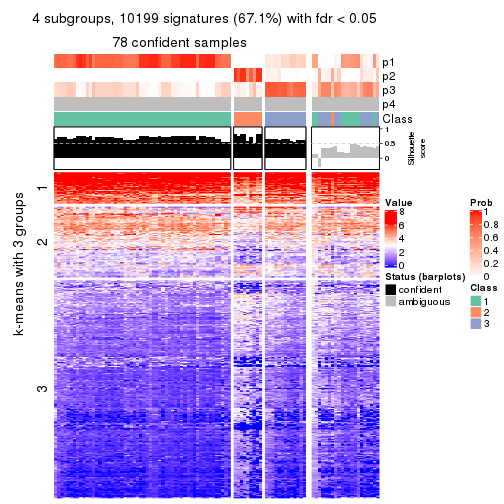 4 subgroups, 10199 signatures (67.1%) with fdr < 0.05
78 confident samples
p1
p2
p3
p4
Class
1
0.5
0
Silhouette
score
k-means with 3 groups
1
2
3
Value
8
6
4
2
0
Status (barplots)
confident
ambiguous
Prob
1
0.8
0.6
0.4
0.2
0
Class
1
2
3